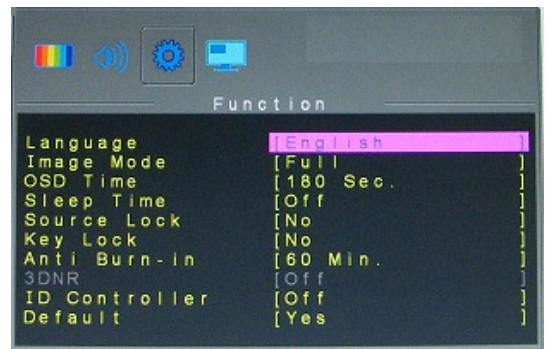 Function
Language [English ]
Image Mode [Full ]
OSD Time [180 Sec. ]
Sleep Time [Off ]
Source Lock [No ]
Key Lock [No ]
Anti Burn-in [60 Min. ]
3DNR [Off ]
ID Controller [Off ]
Default [Yes ]